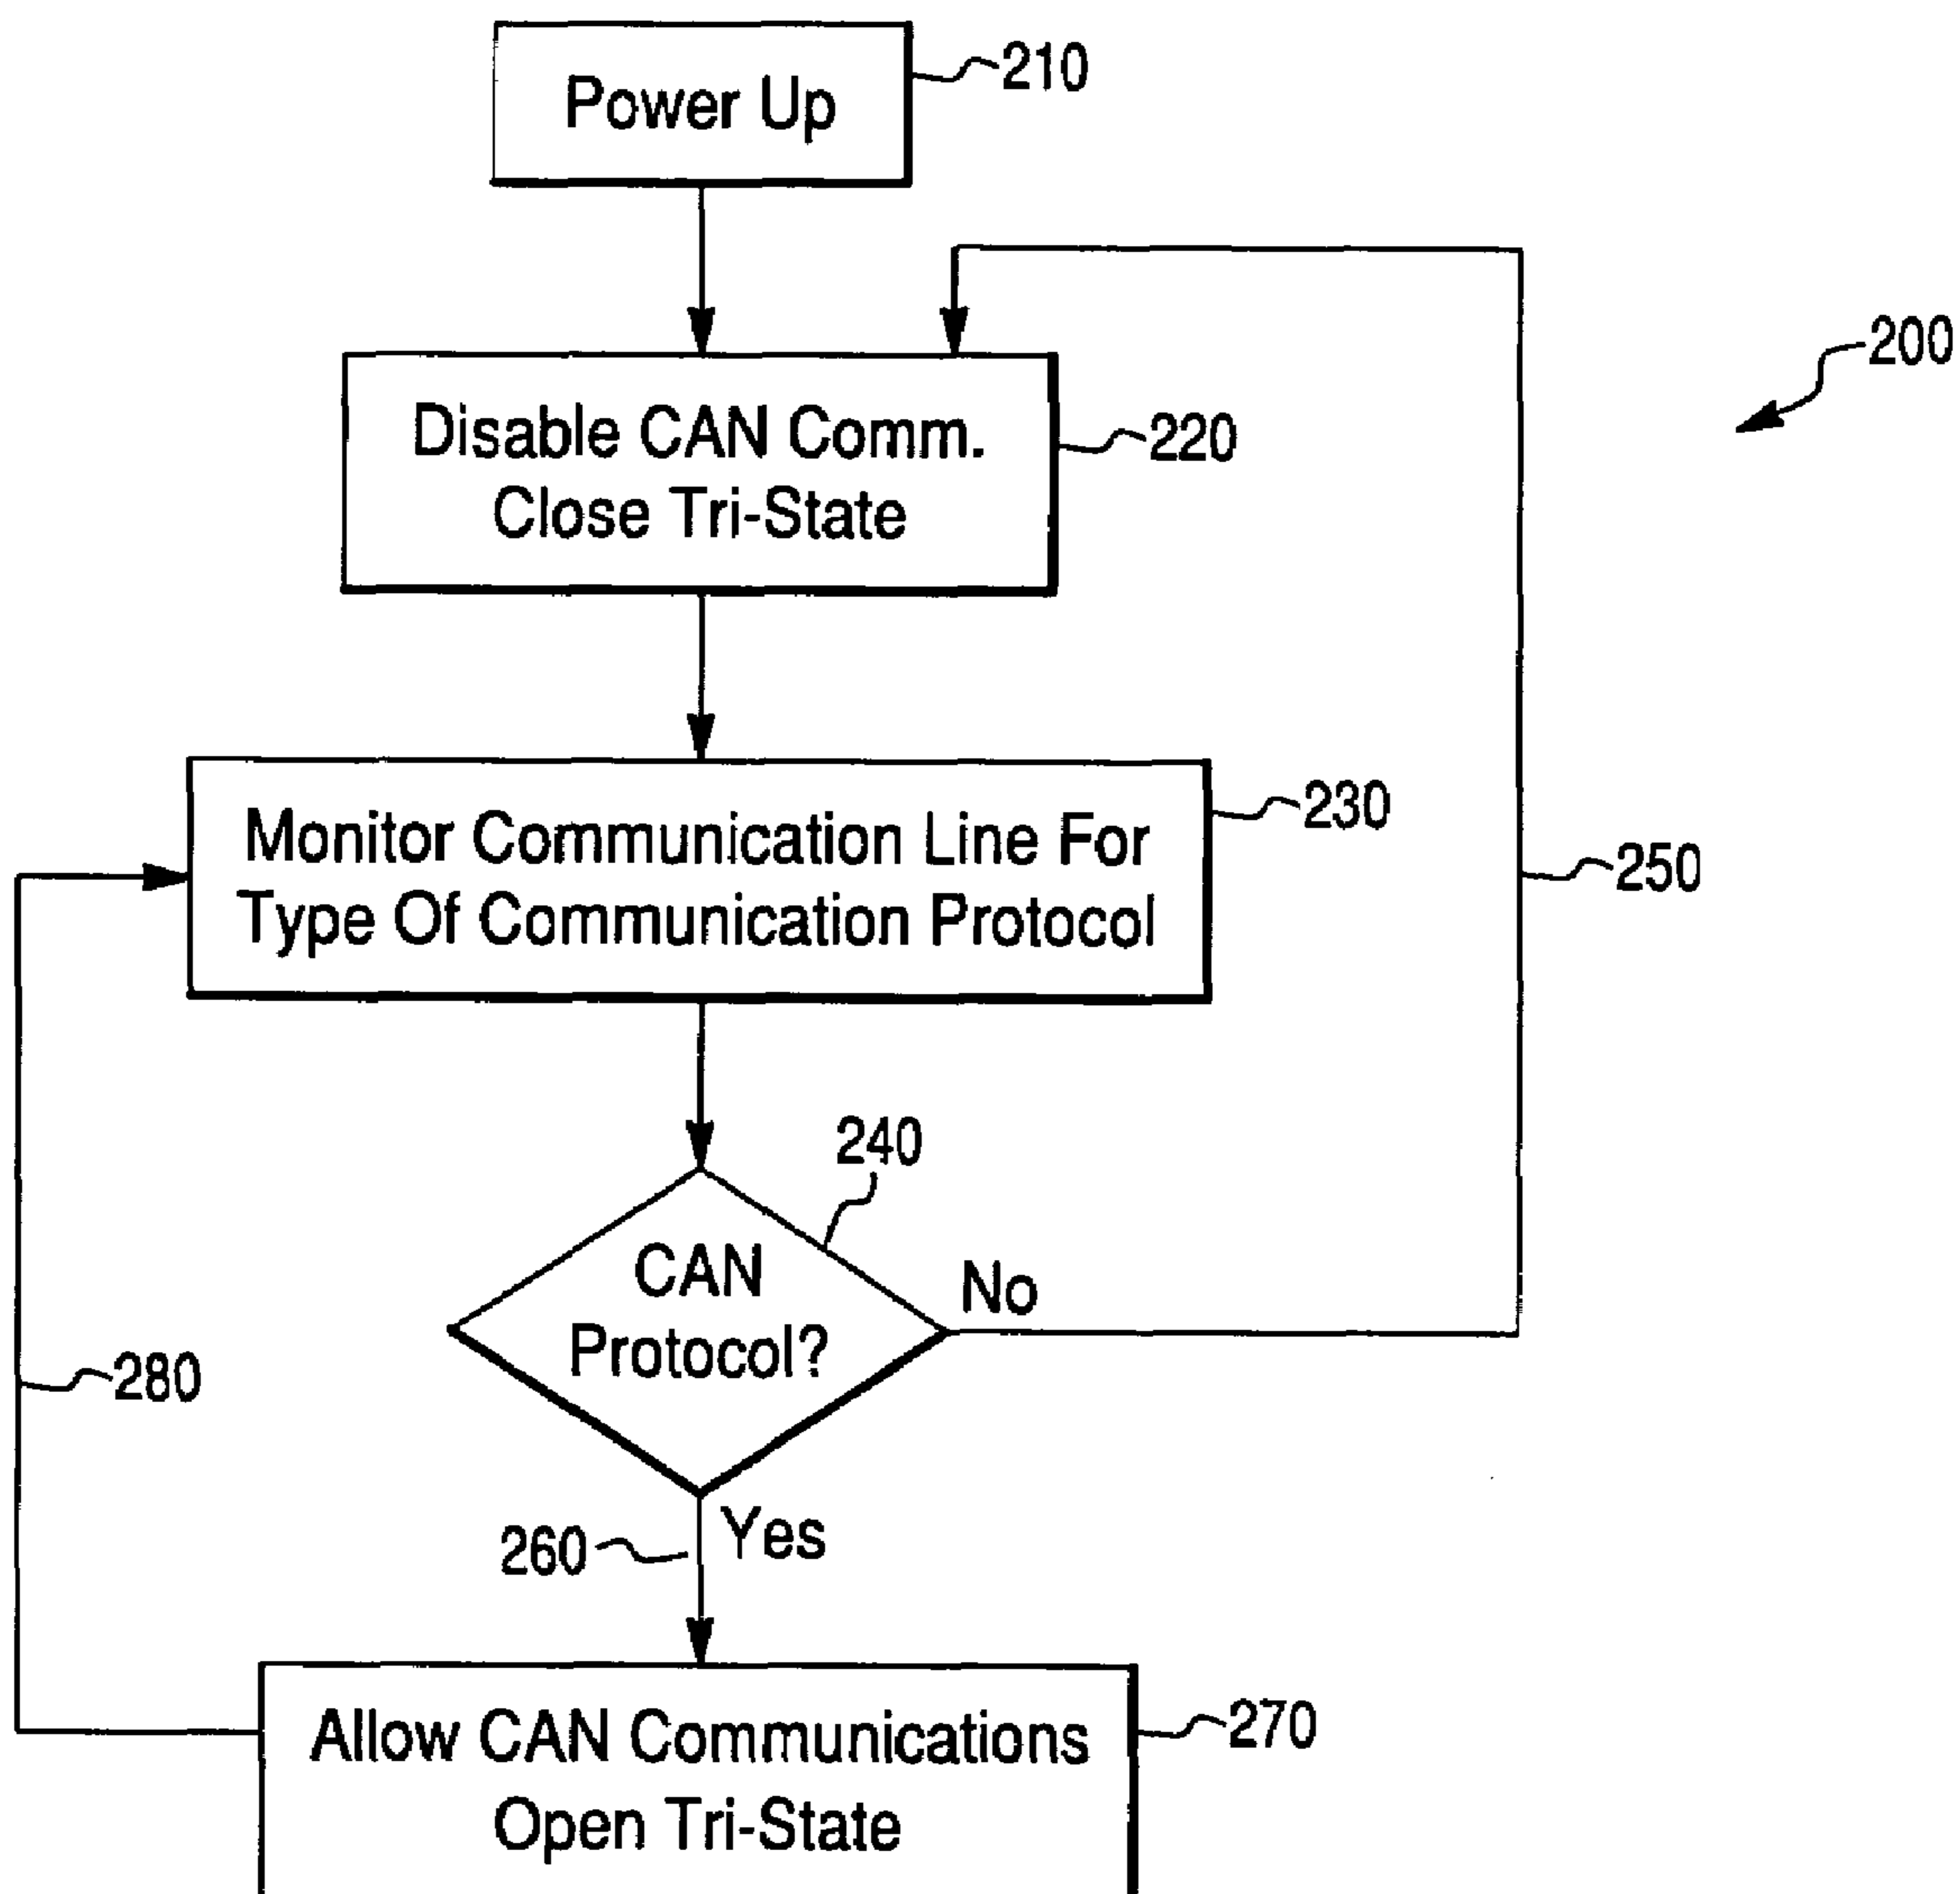 Power Up
210
200
Disable CAN Comm.
Close Tri-State
220
Monitor Communication Line For
Type Of Communication Protocol
230
250
240
CAN
Protocol?
No
280
260
Yes
Allow CAN Communications
Open Tri-State
270